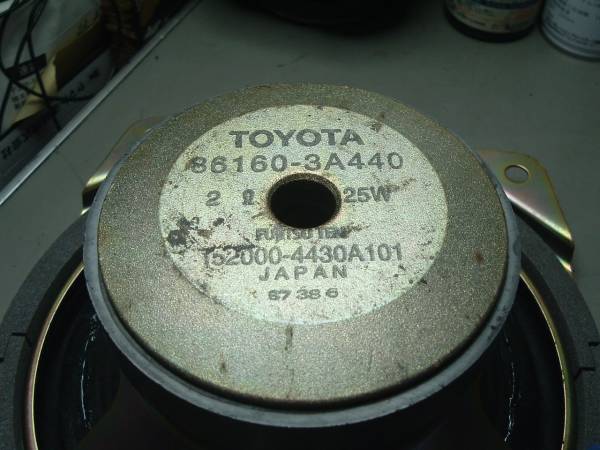 TOYOTA
86160-3A440
2 Ω 25W
FUJITSU TEN
152000-4430A101
JAPAN
67 38 6